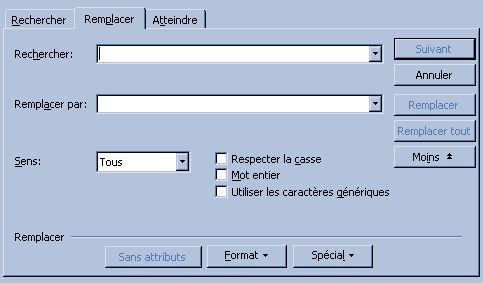 Rechercher Remplacer Atteindre
Rechercher: Suivant
Annuler
Remplacer par: Remplacer
Remplacer tout
Sens: Tous Respecter la casse Moins
Mot entier
Utiliser les caractères génériques
Remplacer
Sans attributs Format Spécial